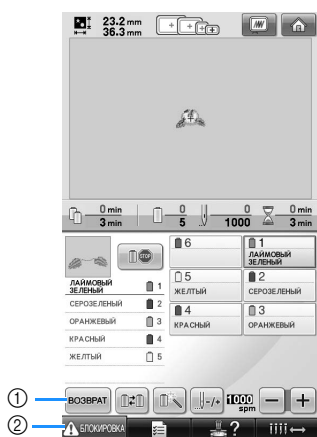 23.2 mm
36.3 mm
0 min
3 min
0
5
0
1000
0 min
3 min
ЛАЙМОВЫЙ
ЗЕЛЕНЫЙ 1
СЕРОЗЕЛЕНЫЙ 2
ОРАНЖЕВЫЙ 3
КРАСНЫЙ 4
ЖЕЛТЫЙ 5
6
1
ЛАЙМОВЫЙ
ЗЕЛЕНЫЙ
5
ЖЕЛТЫЙ
2
СЕРОЗЕЛЕНЫЙ
4
КРАСНЫЙ
3
ОРАНЖЕВЫЙ
1 ВОЗВРАТ -/+ 1000 spm − +
2 БЛОКИРОВКА ?